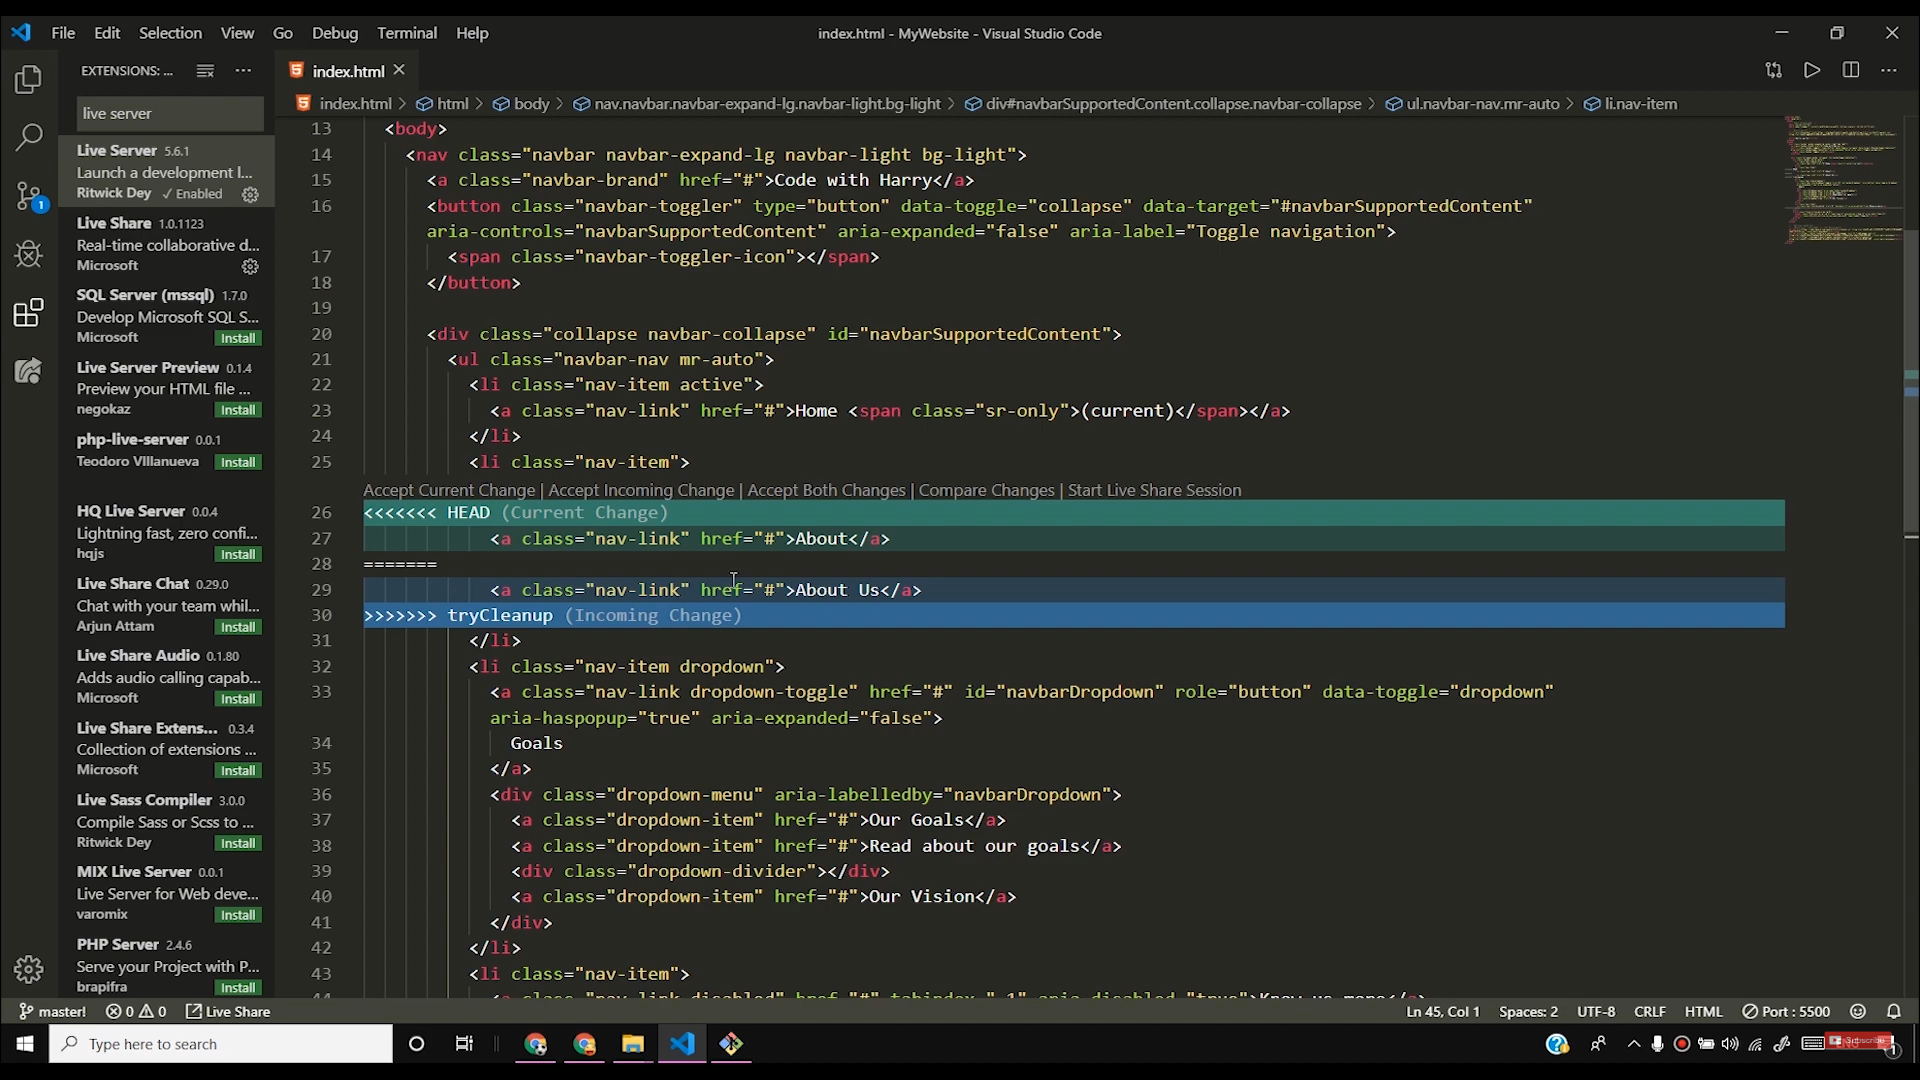 File Edit Selection View Go Debug Terminal Help
index.html - MyWebsite - Visual Studio Code
EXTENSIONS: ...
index.html
live server
index.html > html > body > nav.navbar.navbar-expand-lg.navbar-light.bg-light > div#navbarSupportedContent.collapse.navbar-collapse > ul.navbar-nav.mr-auto > li.nav-item
Live Server 5.6.1
Launch a development l...
Ritwick Dey ✓ Enabled
Live Share 1.0.1123
Real-time collaborative d...
Microsoft
SQL Server (mssql) 1.7.0
Develop Microsoft SQL S...
Microsoft Install
Live Server Preview 0.1.4
Preview your HTML file ...
negokaz Install
php-live-server 0.0.1
Teodoro VIllanueva Install
HQ Live Server 0.0.4
Lightning fast, zero confi...
hqjs Install
Live Share Chat 0.29.0
Chat with your team whil...
Arjun Attam Install
Live Share Audio 0.1.80
Adds audio calling capab...
Microsoft Install
Live Share Extens... 0.3.4
Collection of extensions ...
Microsoft Install
Live Sass Compiler 3.0.0
Compile Sass or Scss to ...
Ritwick Dey Install
MIX Live Server 0.0.1
Live Server for Web deve...
varomix Install
PHP Server 2.4.6
Serve your Project with P...
brapifra Install
13 <body>
14 <nav class="navbar navbar-expand-lg navbar-light bg-light">
15 <a class="navbar-brand" href="#">Code with Harry</a>
16 <button class="navbar-toggler" type="button" data-toggle="collapse" data-target="#navbarSupportedContent"
aria-controls="navbarSupportedContent" aria-expanded="false" aria-label="Toggle navigation">
17 <span class="navbar-toggler-icon"></span>
18 </button>
19
20 <div class="collapse navbar-collapse" id="navbarSupportedContent">
21 <ul class="navbar-nav mr-auto">
22 <li class="nav-item active">
23 <a class="nav-link" href="#">Home <span class="sr-only">(current)</span></a>
24 </li>
25 <li class="nav-item">
Accept Current Change | Accept Incoming Change | Accept Both Changes | Compare Changes | Start Live Share Session
26 <<<<<<< HEAD (Current Change)
27 <a class="nav-link" href="#">About</a>
28 =======
29 <a class="nav-link" href="#">About Us</a>
30 >>>>>>> tryCleanup (Incoming Change)
31 </li>
32 <li class="nav-item dropdown">
33 <a class="nav-link dropdown-toggle" href="#" id="navbarDropdown" role="button" data-toggle="dropdown"
aria-haspopup="true" aria-expanded="false">
34 Goals
35 </a>
36 <div class="dropdown-menu" aria-labelledby="navbarDropdown">
37 <a class="dropdown-item" href="#">Our Goals</a>
38 <a class="dropdown-item" href="#">Read about our goals</a>
39 <div class="dropdown-divider"></div>
40 <a class="dropdown-item" href="#">Our Vision</a>
41 </div>
42 </li>
43 <li class="nav-item">
44 <a class="nav-link disabled" href="#" tabindex="-1" aria-disabled="true">Know us more</a>
master! 0 0 Live Share
Ln 45, Col 1 Spaces: 2 UTF-8 CRLF HTML Port : 5500
Type here to search
Subscribe
1